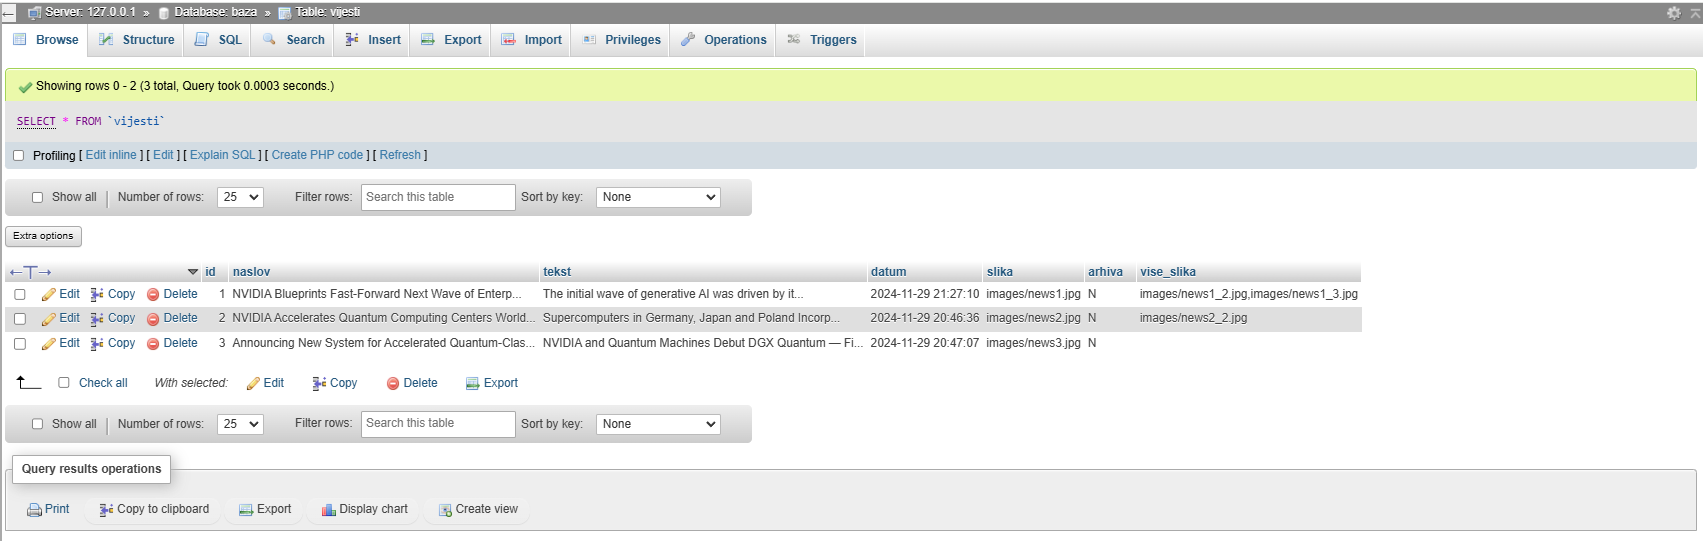 Server: 127.0.0.1 » Database: baza » Table: vijesti
Browse Structure SQL Search Insert Export Import Privileges Operations Triggers
Showing rows 0 - 2 (3 total, Query took 0.0003 seconds.)
SELECT * FROM `vijesti`
Profiling [ Edit inline ] [ Edit ] [ Explain SQL ] [ Create PHP code ] [ Refresh ]
Show all | Number of rows: 25 Filter rows: Search this table Sort by key: None
Extra options
←T→ id naslov tekst datum slika arhiva vise_slika
Edit Copy Delete 1 NVIDIA Blueprints Fast-Forward Next Wave of Enterp... The initial wave of generative AI was driven by it... 2024-11-29 21:27:10 images/news1.jpg N images/news1_2.jpg,images/news1_3.jpg
Edit Copy Delete 2 NVIDIA Accelerates Quantum Computing Centers World... Supercomputers in Germany, Japan and Poland Incorp... 2024-11-29 20:46:36 images/news2.jpg N images/news2_2.jpg
Edit Copy Delete 3 Announcing New System for Accelerated Quantum-Clas... NVIDIA and Quantum Machines Debut DGX Quantum — Fi... 2024-11-29 20:47:07 images/news3.jpg N
Check all With selected: Edit Copy Delete Export
Show all | Number of rows: 25 Filter rows: Search this table Sort by key: None
Query results operations
Print Copy to clipboard Export Display chart Create view